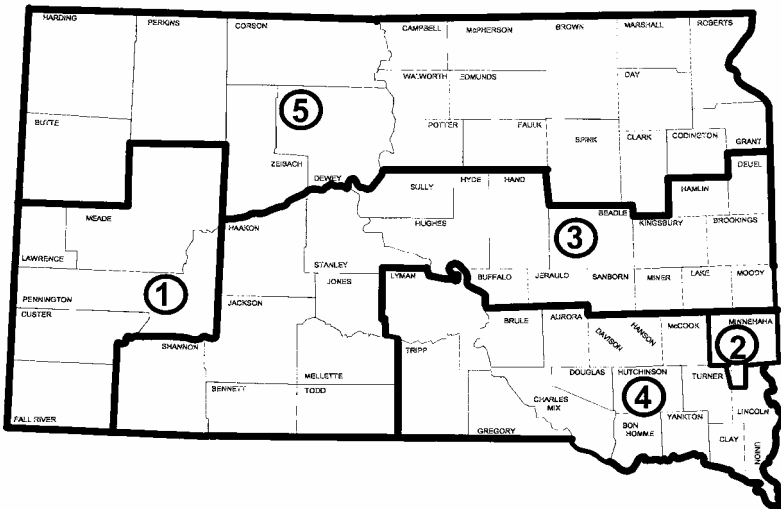 HARDING
PERKINS
CORSON
CAMPBELL
McPHERSON
BROWN
MARSHALL
ROBERTS
WALWORTH
EDMUNDS
DAY
5
BUTTE
POTTER
FAULK
SPINK
CLARK
CODINGTON
GRANT
ZEIBACH
DEWEY
SULLY
HYDE
HAND
HAMLIN
DEUEL
MEADE
HAAKON
HUGHES
BEADLE
KINGSBURY
BROOKINGS
3
LAWRENCE
STANLEY
JONES
LYMAN
BUFFALO
JERAULD
SANBORN
MINER
LAKE
MOODY
1
PENNINGTON
CUSTER
JACKSON
BRULE
AURORA
DAVISON
HANSON
McCOOK
MINNEHAHA
2
SHANNON
TRIPP
MELLETTE
TODD
BENNETT
DOUGLAS
HUTCHINSON
TURNER
4
CHARLES
MIX
LINCOLN
FALL RIVER
GREGORY
BON
HOMME
YANKTON
CLAY
UNION